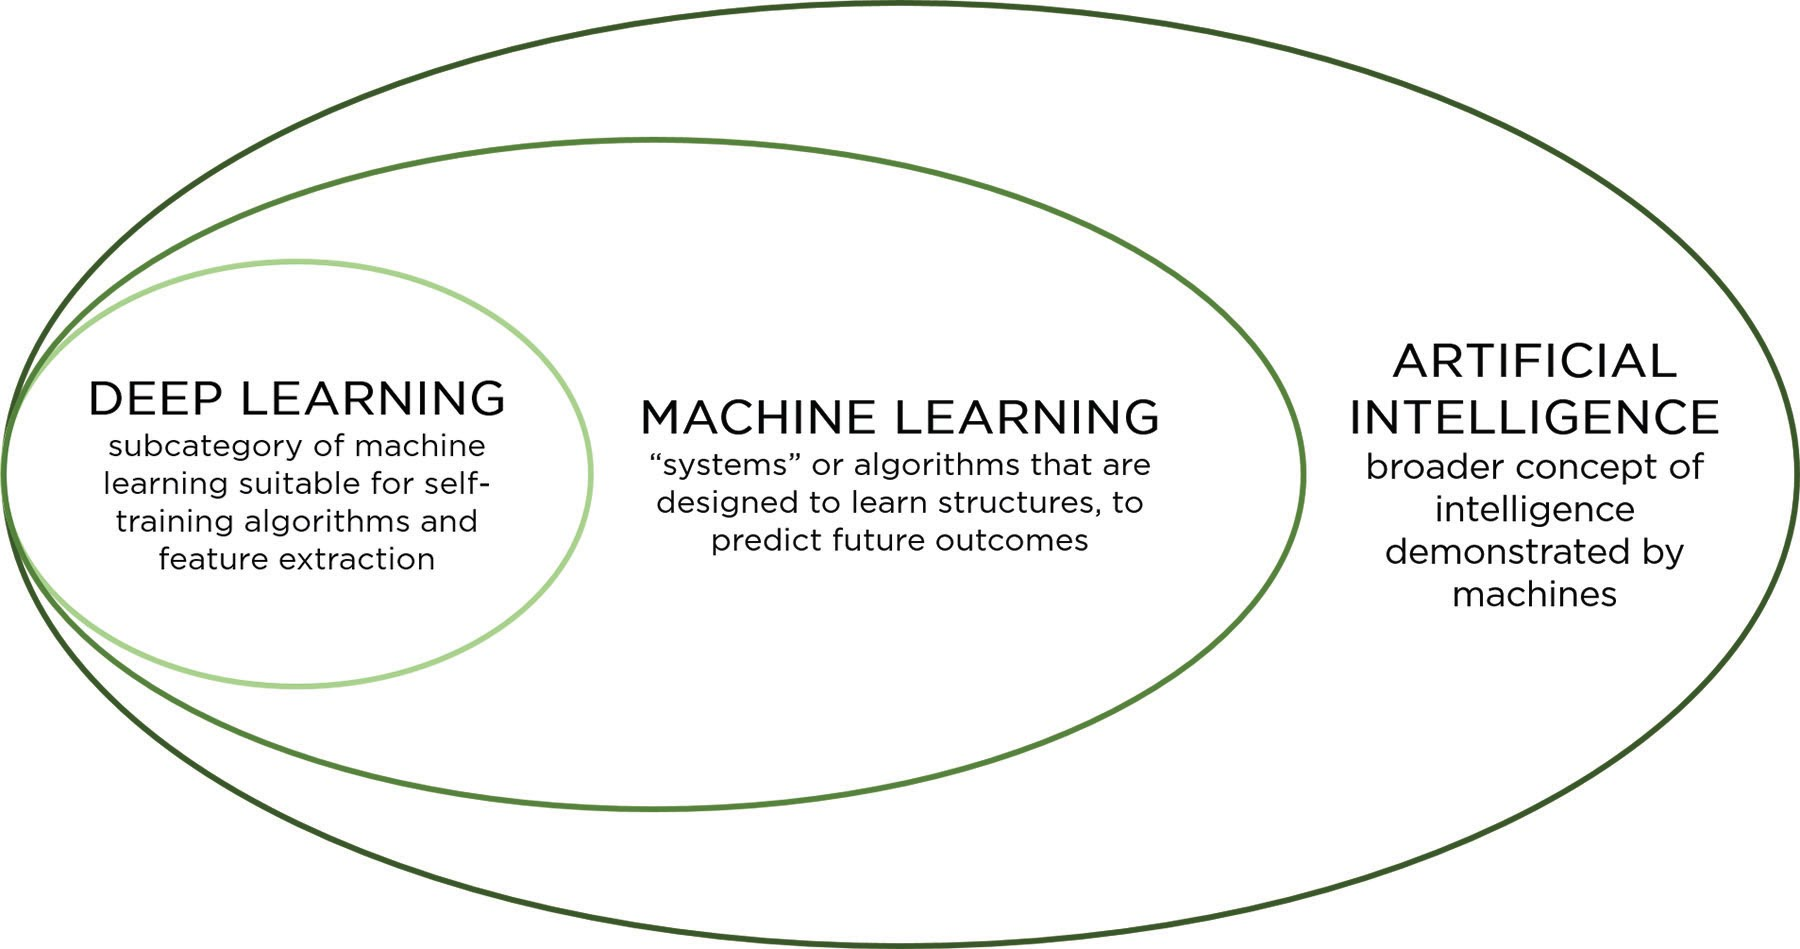 DEEP LEARNING
subcategory of machine
learning suitable for self-
training algorithms and
feature extraction
MACHINE LEARNING
“systems” or algorithms that are
designed to learn structures, to
predict future outcomes
ARTIFICIAL
INTELLIGENCE
broader concept of
intelligence
demonstrated by
machines